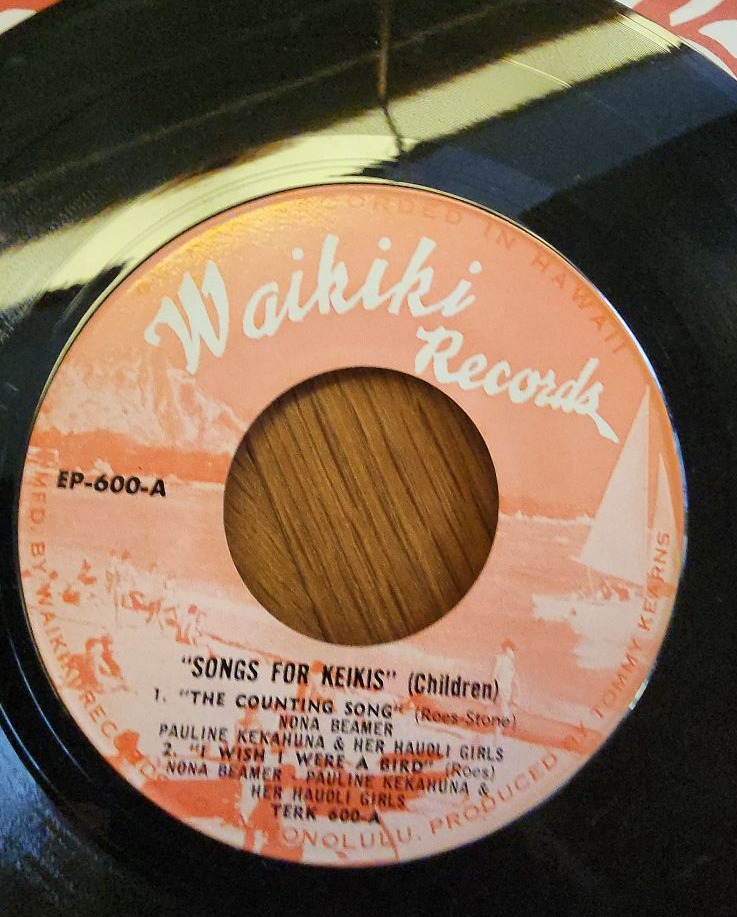 Waikiki
Records
RECORDED IN HAWAII
EP-600-A
"SONGS FOR KEIKIS" (Children)
1. "THE COUNTING SONG" (Roes-Stone)
NONA BEAMER
PAULINE KEKAHUNA & HER HAUOLI GIRLS
2. "I WISH I WERE A BIRD" (Roes)
NONA BEAMER - PAULINE KEKAHUNA &
HER HAUOLI GIRLS
TERK 600-A
MFD. BY WAIKIKI RECORD HONOLULU. PRODUCED BY TOMMY KEARNS